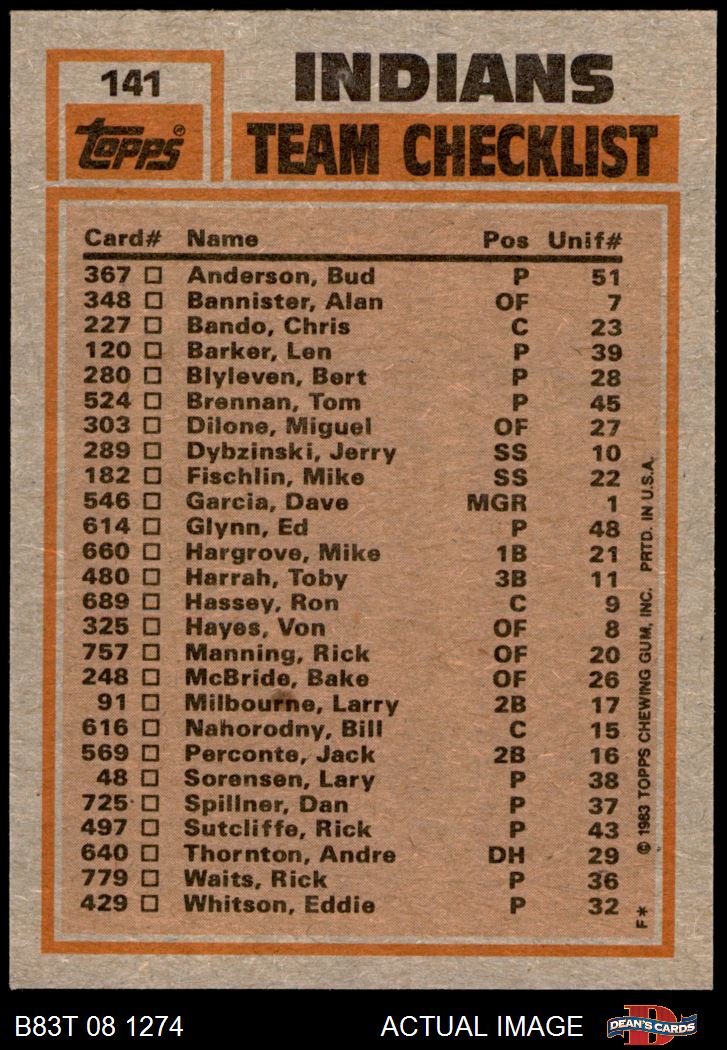 141
INDIANS
Topps®
TEAM CHECKLIST
Card# Name Pos Unif#
367 □ Anderson, Bud P 51
348 □ Bannister, Alan OF 7
227 □ Bando, Chris C 23
120 □ Barker, Len P 39
280 □ Blyleven, Bert P 28
524 □ Brennan, Tom P 45
303 □ Dilone, Miguel OF 27
289 □ Dybzinski, Jerry SS 10
182 □ Fischlin, Mike SS 22
546 □ Garcia, Dave MGR 1
614 □ Glynn, Ed P 48
660 □ Hargrove, Mike 1B 21
480 □ Harrah, Toby 3B 11
689 □ Hassey, Ron C 9
325 □ Hayes, Von OF 8
757 □ Manning, Rick OF 20
248 □ McBride, Bake OF 26
91 □ Milbourne, Larry 2B 17
616 □ Nahorodny, Bill C 15
569 □ Perconte, Jack 2B 16
48 □ Sorensen, Lary P 38
725 □ Spillner, Dan P 37
497 □ Sutcliffe, Rick P 43
640 □ Thornton, Andre DH 29
779 □ Waits, Rick P 36
429 □ Whitson, Eddie P 32
F* © 1983 TOPPS CHEWING GUM, INC. PRTD. IN U.S.A.
B83T 08 1274 ACTUAL IMAGE DEAN'S CARDS